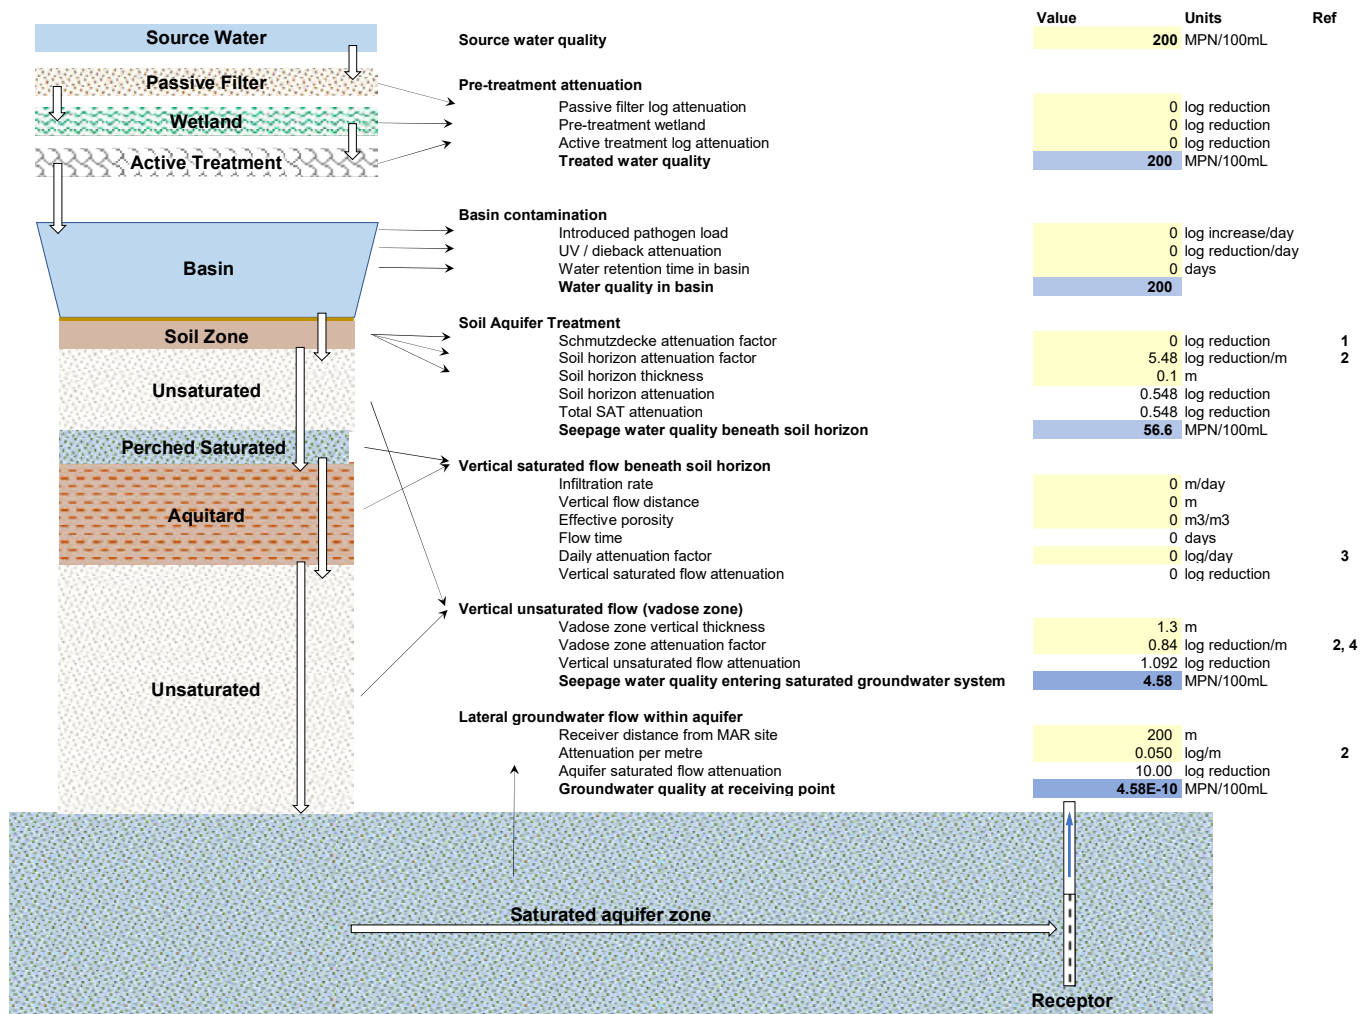 Value Units Ref
Source Water
Source water quality 200 MPN/100mL
Passive Filter
Wetland
Active Treatment
Pre-treatment attenuation
Passive filter log attenuation 0 log reduction
Pre-treatment wetland 0 log reduction
Active treatment log attenuation 0 log reduction
Treated water quality 200 MPN/100mL
Basin
Basin contamination
Introduced pathogen load 0 log increase/day
UV / dieback attenuation 0 log reduction/day
Water retention time in basin 0 days
Water quality in basin 200
Soil Zone
Unsaturated
Soil Aquifer Treatment
Schmutzdecke attenuation factor 0 log reduction 1
Soil horizon attenuation factor 5.48 log reduction/m 2
Soil horizon thickness 0.1 m
Soil horizon attenuation 0.548 log reduction
Total SAT attenuation 0.548 log reduction
Seepage water quality beneath soil horizon 56.6 MPN/100mL
Perched Saturated
Aquitard
Vertical saturated flow beneath soil horizon
Infiltration rate 0 m/day
Vertical flow distance 0 m
Effective porosity 0 m3/m3
Flow time 0 days
Daily attenuation factor 0 log/day 3
Vertical saturated flow attenuation 0 log reduction
Unsaturated
Vertical unsaturated flow (vadose zone)
Vadose zone vertical thickness 1.3 m
Vadose zone attenuation factor 0.84 log reduction/m 2, 4
Vertical unsaturated flow attenuation 1.092 log reduction
Seepage water quality entering saturated groundwater system 4.58 MPN/100mL
Lateral groundwater flow within aquifer
Receiver distance from MAR site 200 m
Attenuation per metre 0.050 log/m 2
Aquifer saturated flow attenuation 10.00 log reduction
Groundwater quality at receiving point 4.58E-10 MPN/100mL
Saturated aquifer zone
Receptor